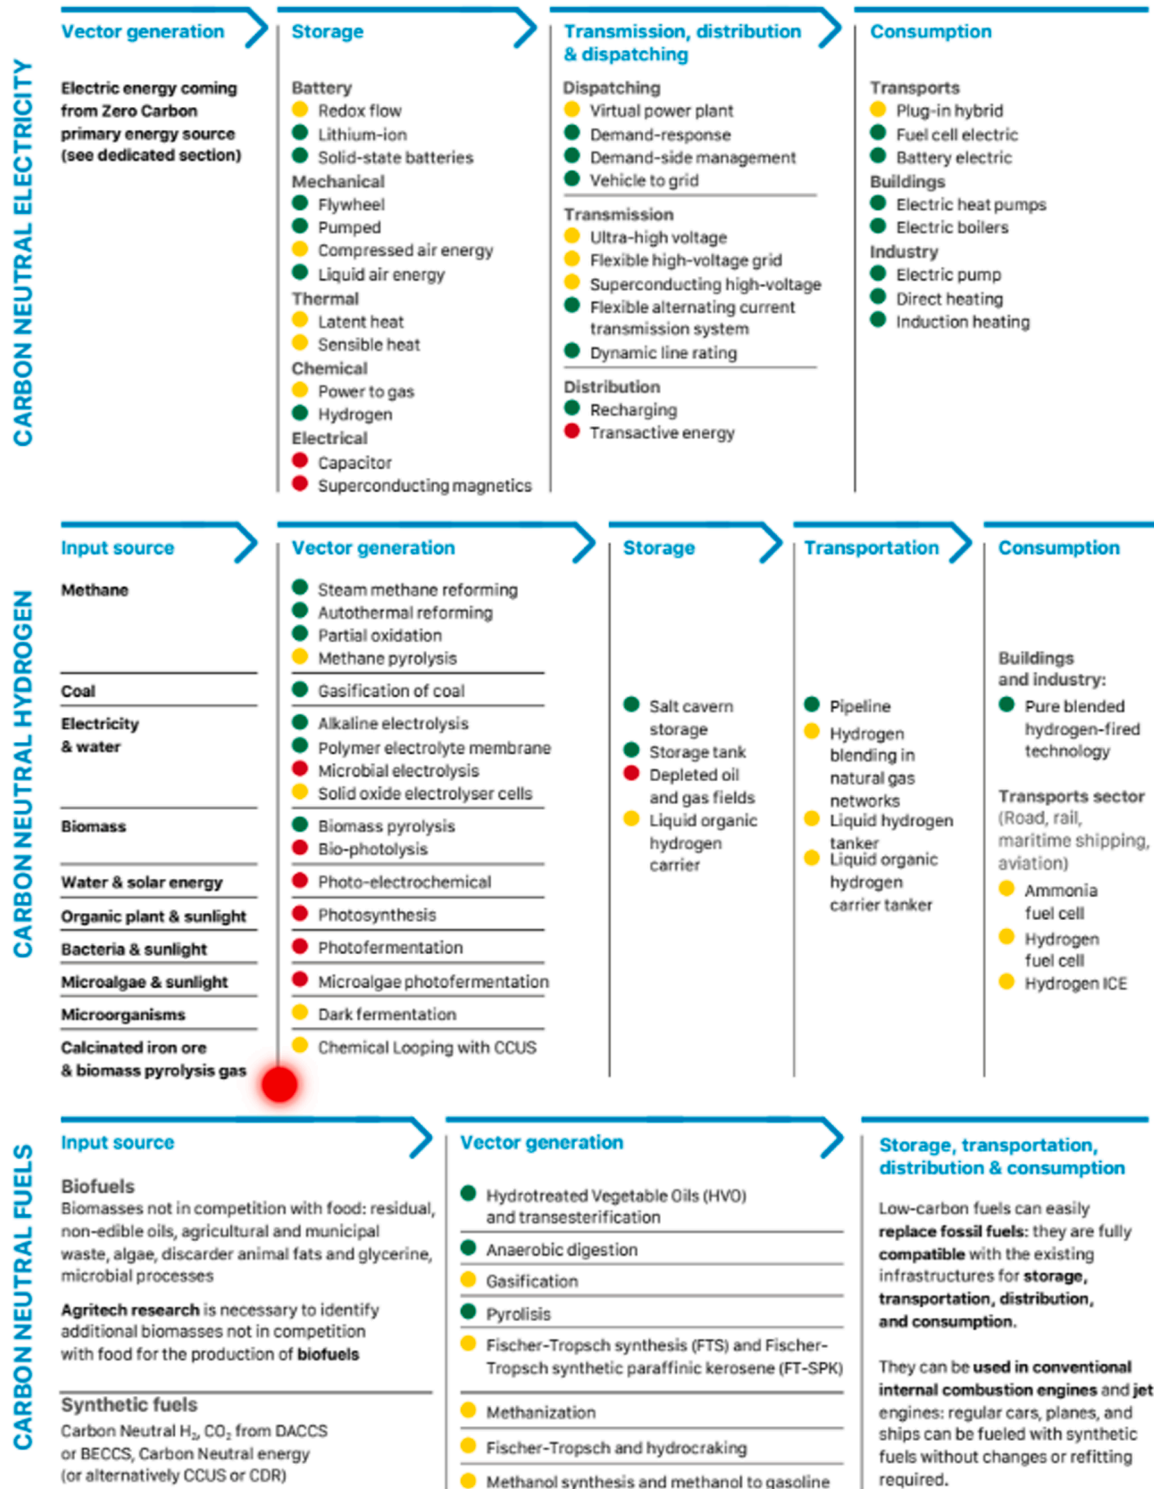 CARBON NEUTRAL ELECTRICITY
Vector generation
Electric energy coming
from Zero Carbon
primary energy source
(see dedicated section)
Storage
Battery
Redox flow
Lithium-ion
Solid-state batteries
Mechanical
Flywheel
Pumped
Compressed air energy
Liquid air energy
Thermal
Latent heat
Sensible heat
Chemical
Power to gas
Hydrogen
Electrical
Capacitor
Superconducting magnetics
Transmission, distribution
& dispatching
Dispatching
Virtual power plant
Demand-response
Demand-side management
Vehicle to grid
Transmission
Ultra-high voltage
Flexible high-voltage grid
Superconducting high-voltage
Flexible alternating current
transmission system
Dynamic line rating
Distribution
Recharging
Transactive energy
Consumption
Transports
Plug-in hybrid
Fuel cell electric
Battery electric
Buildings
Electric heat pumps
Electric boilers
Industry
Electric pump
Direct heating
Induction heating
CARBON NEUTRAL HYDROGEN
Input source
Methane
Coal
Electricity
& water
Biomass
Water & solar energy
Organic plant & sunlight
Bacteria & sunlight
Microalgae & sunlight
Microorganisms
Calcinated iron ore
& biomass pyrolysis gas
Vector generation
Steam methane reforming
Autothermal reforming
Partial oxidation
Methane pyrolysis
Gasification of coal
Alkaline electrolysis
Polymer electrolyte membrane
Microbial electrolysis
Solid oxide electrolyser cells
Biomass pyrolysis
Bio-photolysis
Photo-electrochemical
Photosynthesis
Photofermentation
Microalgae photofermentation
Dark fermentation
Chemical Looping with CCUS
Storage
Salt cavern
storage
Storage tank
Depleted oil
and gas fields
Liquid organic
hydrogen
carrier
Transportation
Pipeline
Hydrogen
blending in
natural gas
networks
Liquid hydrogen
tanker
Liquid organic
hydrogen
carrier tanker
Consumption
Buildings
and industry:
Pure blended
hydrogen-fired
technology
Transports sector
(Road, rail,
maritime shipping,
aviation)
Ammonia
fuel cell
Hydrogen
fuel cell
Hydrogen ICE
CARBON NEUTRAL FUELS
Input source
Biofuels
Biomasses not in competition with food: residual,
non-edible oils, agricultural and municipal
waste, algae, discarder animal fats and glycerine,
microbial processes
Agritech research is necessary to identify
additional biomasses not in competition
with food for the production of biofuels
Synthetic fuels
Carbon Neutral H₂, CO₂ from DACCS
or BECCS, Carbon Neutral energy
(or alternatively CCUS or CDR)
Vector generation
Hydrotreated Vegetable Oils (HVO)
and transesterification
Anaerobic digestion
Gasification
Pyrolisis
Fischer-Tropsch synthesis (FTS) and Fischer-
Tropsch synthetic paraffinic kerosene (FT-SPK)
Methanization
Fischer-Tropsch and hydrocraking
Methanol synthesis and methanol to gasoline
Storage, transportation,
distribution & consumption
Low-carbon fuels can easily
replace fossil fuels: they are fully
compatible with the existing
infrastructures for storage,
transportation, distribution,
and consumption.
They can be used in conventional
internal combustion engines and jet
engines: regular cars, planes, and
ships can be fueled with synthetic
fuels without changes or refitting
required.